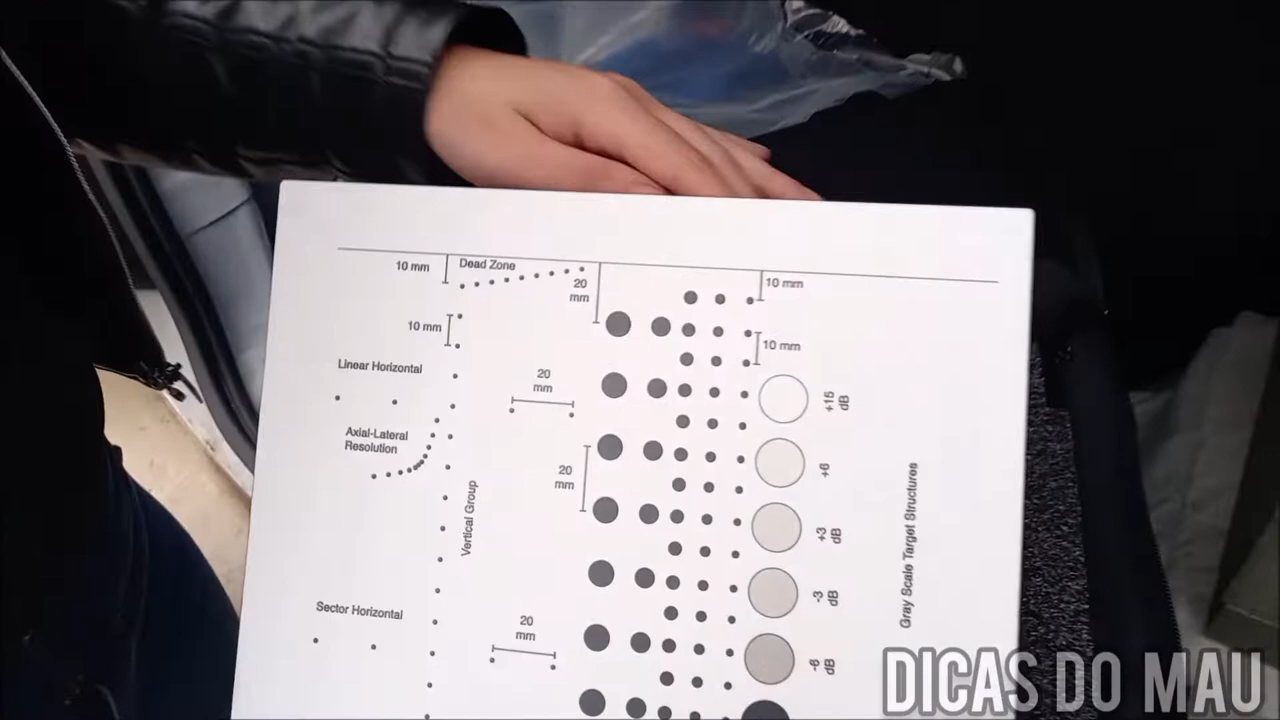 10 mm
Dead Zone
20
mm
10 mm
10 mm
10 mm
Linear Horizontal
20
mm
+15
dB
Axial-Lateral
Resolution
20
mm
+6
Vertical Group
+3
dB
Gray Scale Target Structures
-3
dB
Sector Horizontal
20
mm
-6
dB
DICAS DO MAU